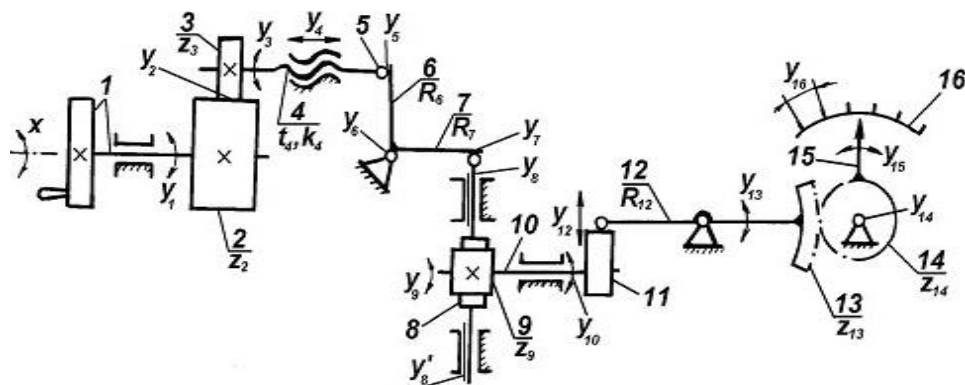 3
z₃
y₂
y₃
y₄
5
y₅
6
R₆
1
x
y₁
4
t₄, k₄
y₆
7
R₇
y₇
y₈
2
z₂
y₉
8
9
z₉
y₈'
10
y₁₀
11
y₁₂
12
R₁₂
y₁₃
13
z₁₃
y₁₄
14
z₁₄
15
y₁₅
y₁₆
16